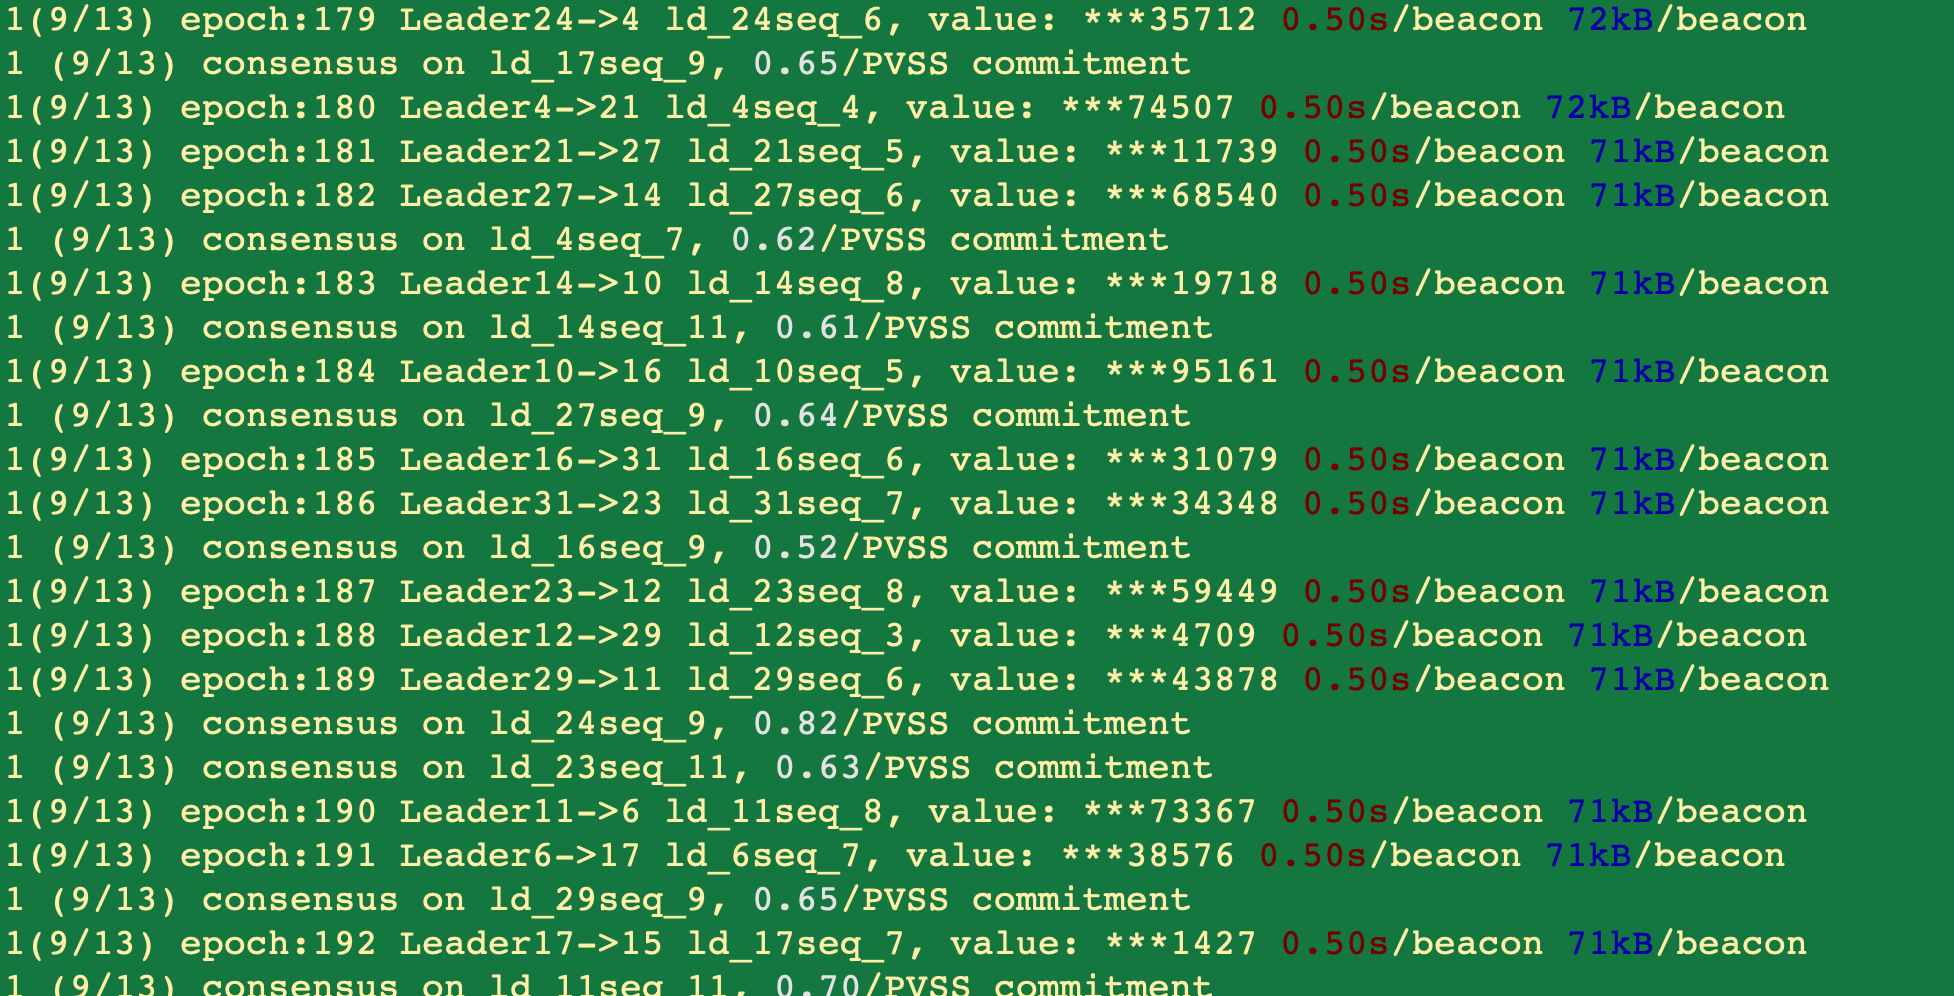 1(9/13) epoch:179 Leader24->4 ld_24seq_6, value: ***35712 0.50s/beacon 72kB/beacon
1 (9/13) consensus on ld_17seq_9, 0.65/PVSS commitment
1(9/13) epoch:180 Leader4->21 ld_4seq_4, value: ***74507 0.50s/beacon 72kB/beacon
1(9/13) epoch:181 Leader21->27 ld_21seq_5, value: ***11739 0.50s/beacon 71kB/beacon
1(9/13) epoch:182 Leader27->14 ld_27seq_6, value: ***68540 0.50s/beacon 71kB/beacon
1 (9/13) consensus on ld_4seq_7, 0.62/PVSS commitment
1(9/13) epoch:183 Leader14->10 ld_14seq_8, value: ***19718 0.50s/beacon 71kB/beacon
1 (9/13) consensus on ld_14seq_11, 0.61/PVSS commitment
1(9/13) epoch:184 Leader10->16 ld_10seq_5, value: ***95161 0.50s/beacon 71kB/beacon
1 (9/13) consensus on ld_27seq_9, 0.64/PVSS commitment
1(9/13) epoch:185 Leader16->31 ld_16seq_6, value: ***31079 0.50s/beacon 71kB/beacon
1(9/13) epoch:186 Leader31->23 ld_31seq_7, value: ***34348 0.50s/beacon 71kB/beacon
1 (9/13) consensus on ld_16seq_9, 0.52/PVSS commitment
1(9/13) epoch:187 Leader23->12 ld_23seq_8, value: ***59449 0.50s/beacon 71kB/beacon
1(9/13) epoch:188 Leader12->29 ld_12seq_3, value: ***4709 0.50s/beacon 71kB/beacon
1(9/13) epoch:189 Leader29->11 ld_29seq_6, value: ***43878 0.50s/beacon 71kB/beacon
1 (9/13) consensus on ld_24seq_9, 0.82/PVSS commitment
1 (9/13) consensus on ld_23seq_11, 0.63/PVSS commitment
1(9/13) epoch:190 Leader11->6 ld_11seq_8, value: ***73367 0.50s/beacon 71kB/beacon
1(9/13) epoch:191 Leader6->17 ld_6seq_7, value: ***38576 0.50s/beacon 71kB/beacon
1 (9/13) consensus on ld_29seq_9, 0.65/PVSS commitment
1(9/13) epoch:192 Leader17->15 ld_17seq_7, value: ***1427 0.50s/beacon 71kB/beacon
1 (9/13) consensus on ld_11seq_11, 0.70/PVSS commitment